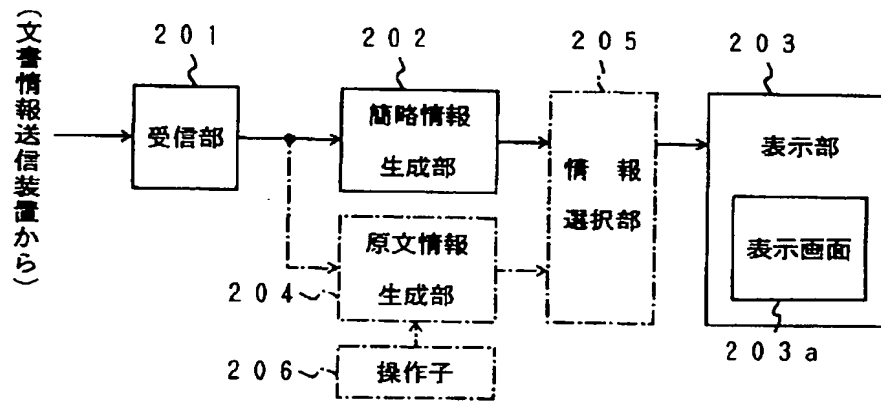 (文書情報送信装置から)
201
202
205
203
受信部
簡略情報
生成部
情報
選択部
表示部
表示画面
203a
原文情報
生成部
204
操作子
206